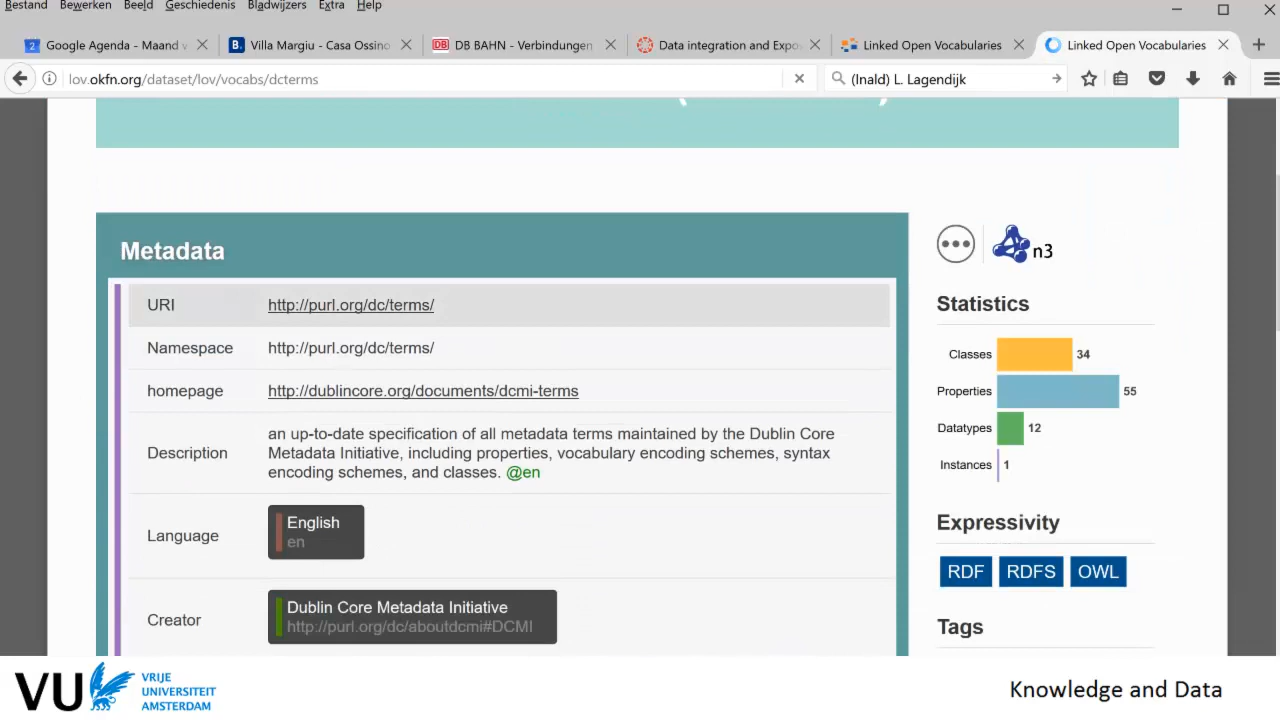 Bestand Bewerken Beeld Geschiedenis Bladwijzers Extra Help
Google Agenda - Maand v
Villa Margiu - Casa Ossino
DB BAHN - Verbindungen
Data integration and Expo
Linked Open Vocabularies
Linked Open Vocabularies
lov.okfn.org/dataset/lov/vocabs/dcterms
(Inald) L. Lagendijk
Metadata
URI http://purl.org/dc/terms/
Namespace http://purl.org/dc/terms/
homepage http://dublincore.org/documents/dcmi-terms
Description
an up-to-date specification of all metadata terms maintained by the Dublin Core
Metadata Initiative, including properties, vocabulary encoding schemes, syntax
encoding schemes, and classes. @en
Language
English
en
Creator
Dublin Core Metadata Initiative
http://purl.org/dc/aboutdcmi#DCMI
n3
Statistics
Classes 34
Properties 55
Datatypes 12
Instances 1
Expressivity
RDF RDFS OWL
Tags
VU VRIJE
UNIVERSITEIT
AMSTERDAM
Knowledge and Data